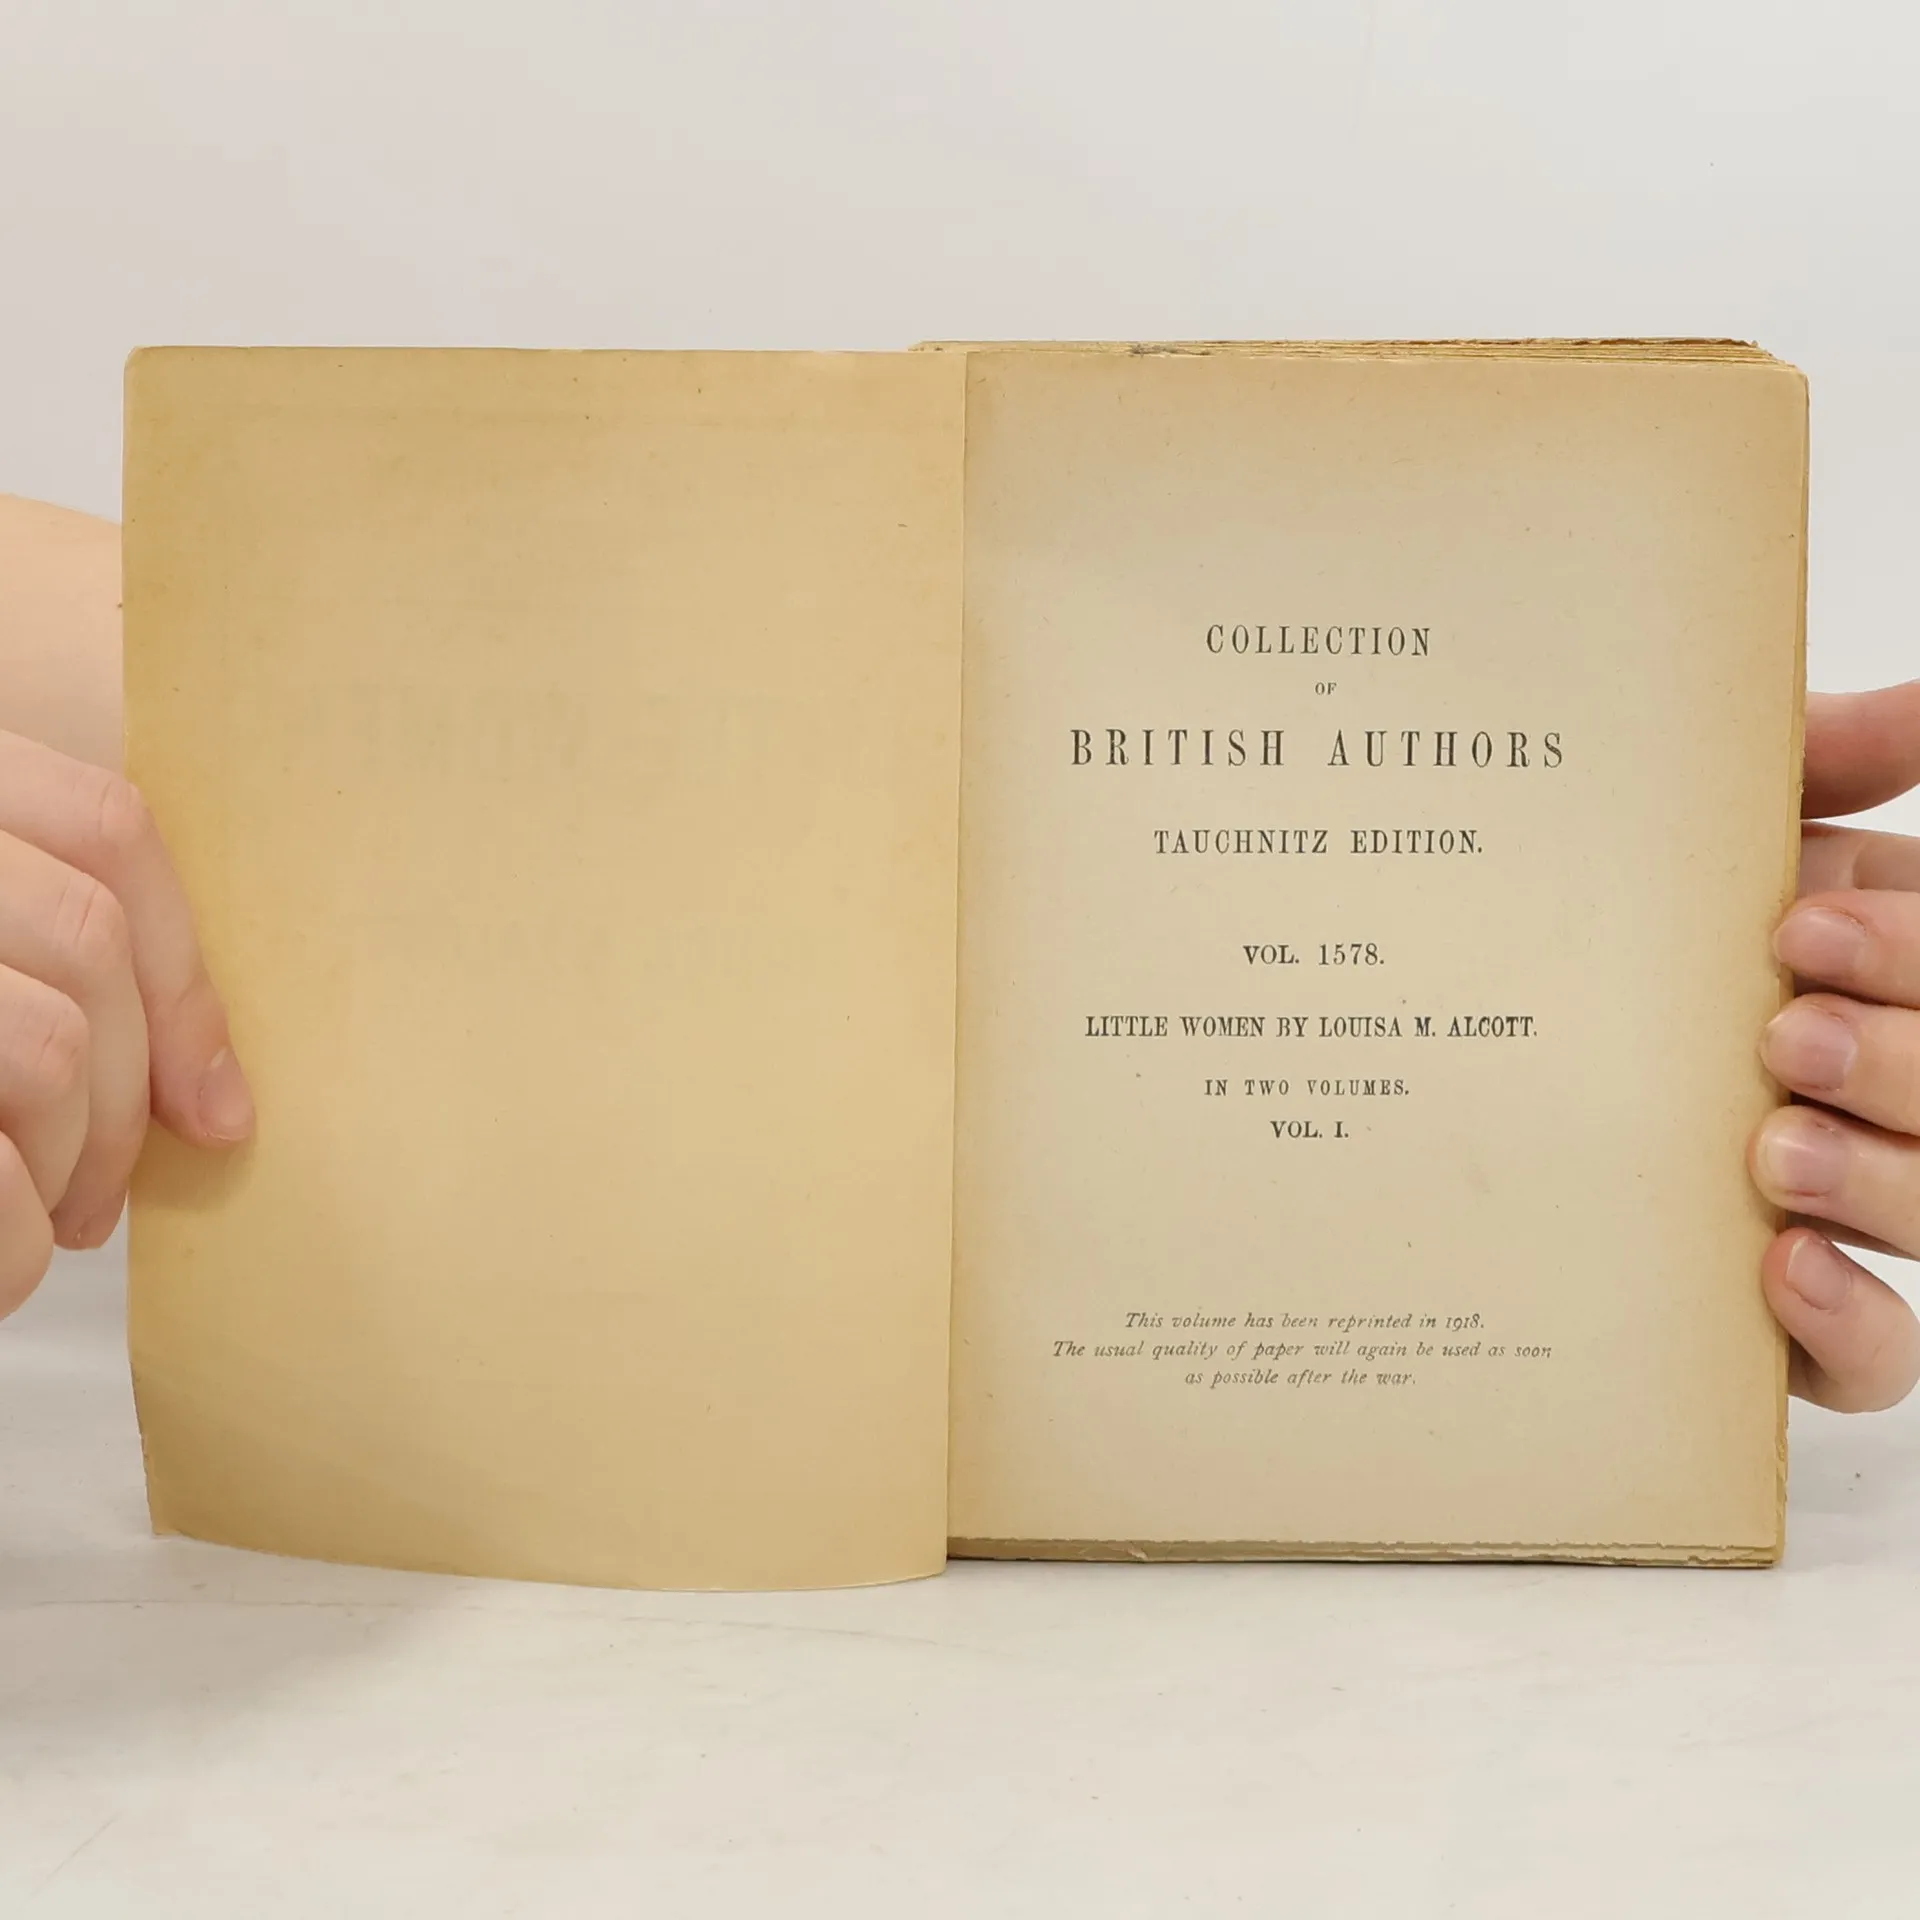 COLLECTION
OF
BRITISH AUTHORS
TAUCHNITZ EDITION.
VOL. 1578.
LITTLE WOMEN BY LOUISA M. ALCOTT.
IN TWO VOLUMES.
VOL. I.
This volume has been reprinted in 1918.
The usual quality of paper will again be used as soon
as possible after the war.